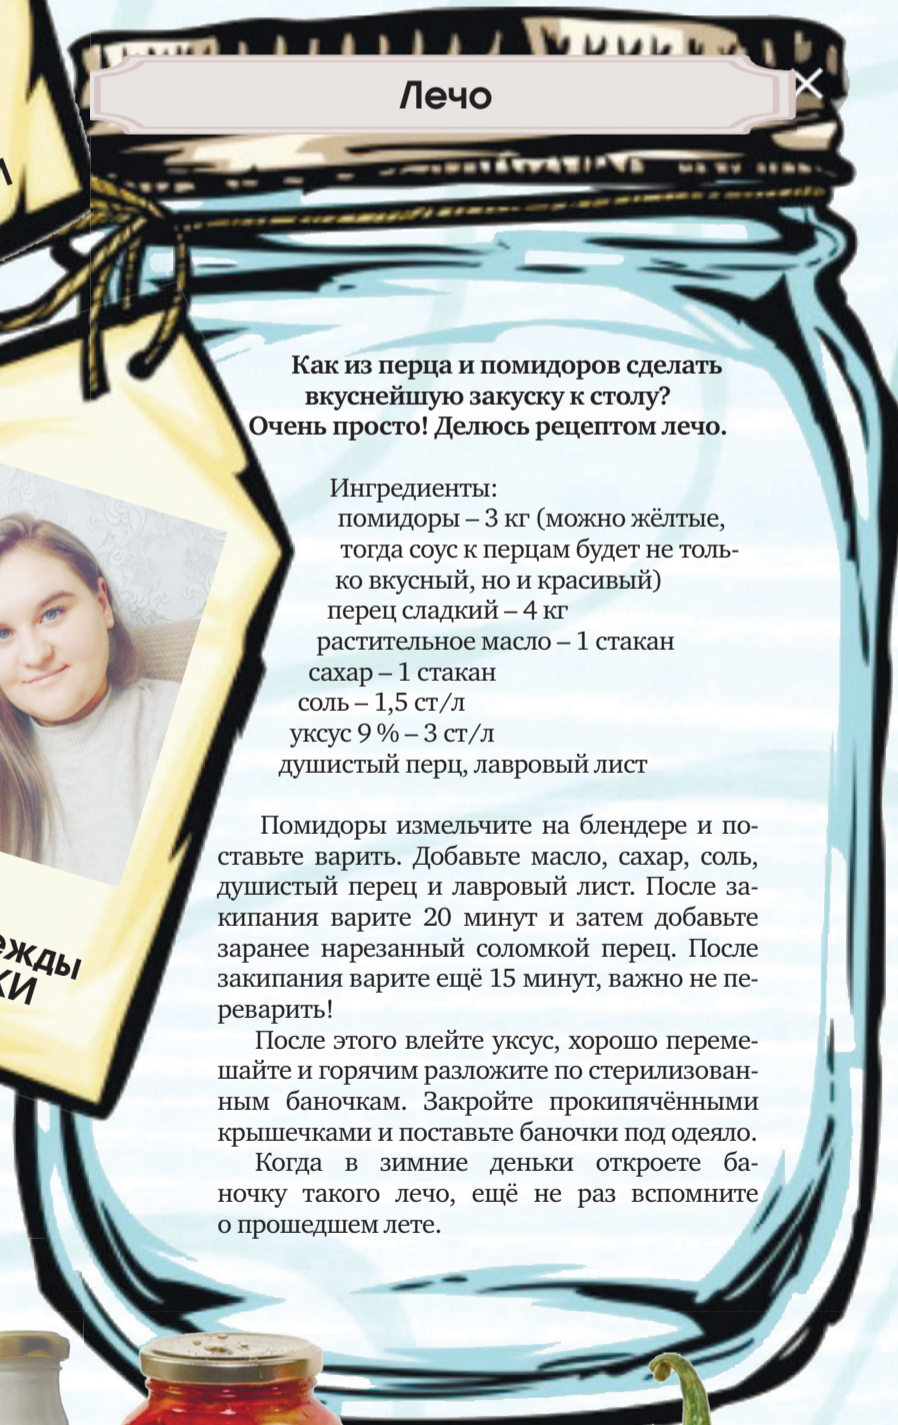 Лечо
Как из перца и помидоров сделать
вкуснейшую закуску к столу?
Очень просто! Делюсь рецептом лечо.
Ингредиенты:
помидоры – 3 кг (можно жёлтые,
тогда соус к перцам будет не толь-
ко вкусный, но и красивый)
перец сладкий – 4 кг
растительное масло – 1 стакан
сахар – 1 стакан
соль – 1,5 ст/л
уксус 9 % – 3 ст/л
душистый перц, лавровый лист
Помидоры измельчите на блендере и по-
ставьте варить. Добавьте масло, сахар, соль,
душистый перец и лавровый лист. После за-
кипания варите 20 минут и затем добавьте
заранее нарезанный соломкой перец. После
закипания варите ещё 15 минут, важно не пе-
реварить!
После этого влейте уксус, хорошо переме-
шайте и горячим разложите по стерилизован-
ным баночкам. Закройте прокипячёнными
крышечками и поставьте баночки под одеяло.
Когда в зимние деньки откроете ба-
ночку такого лечо, ещё не раз вспомните
о прошедшем лете.